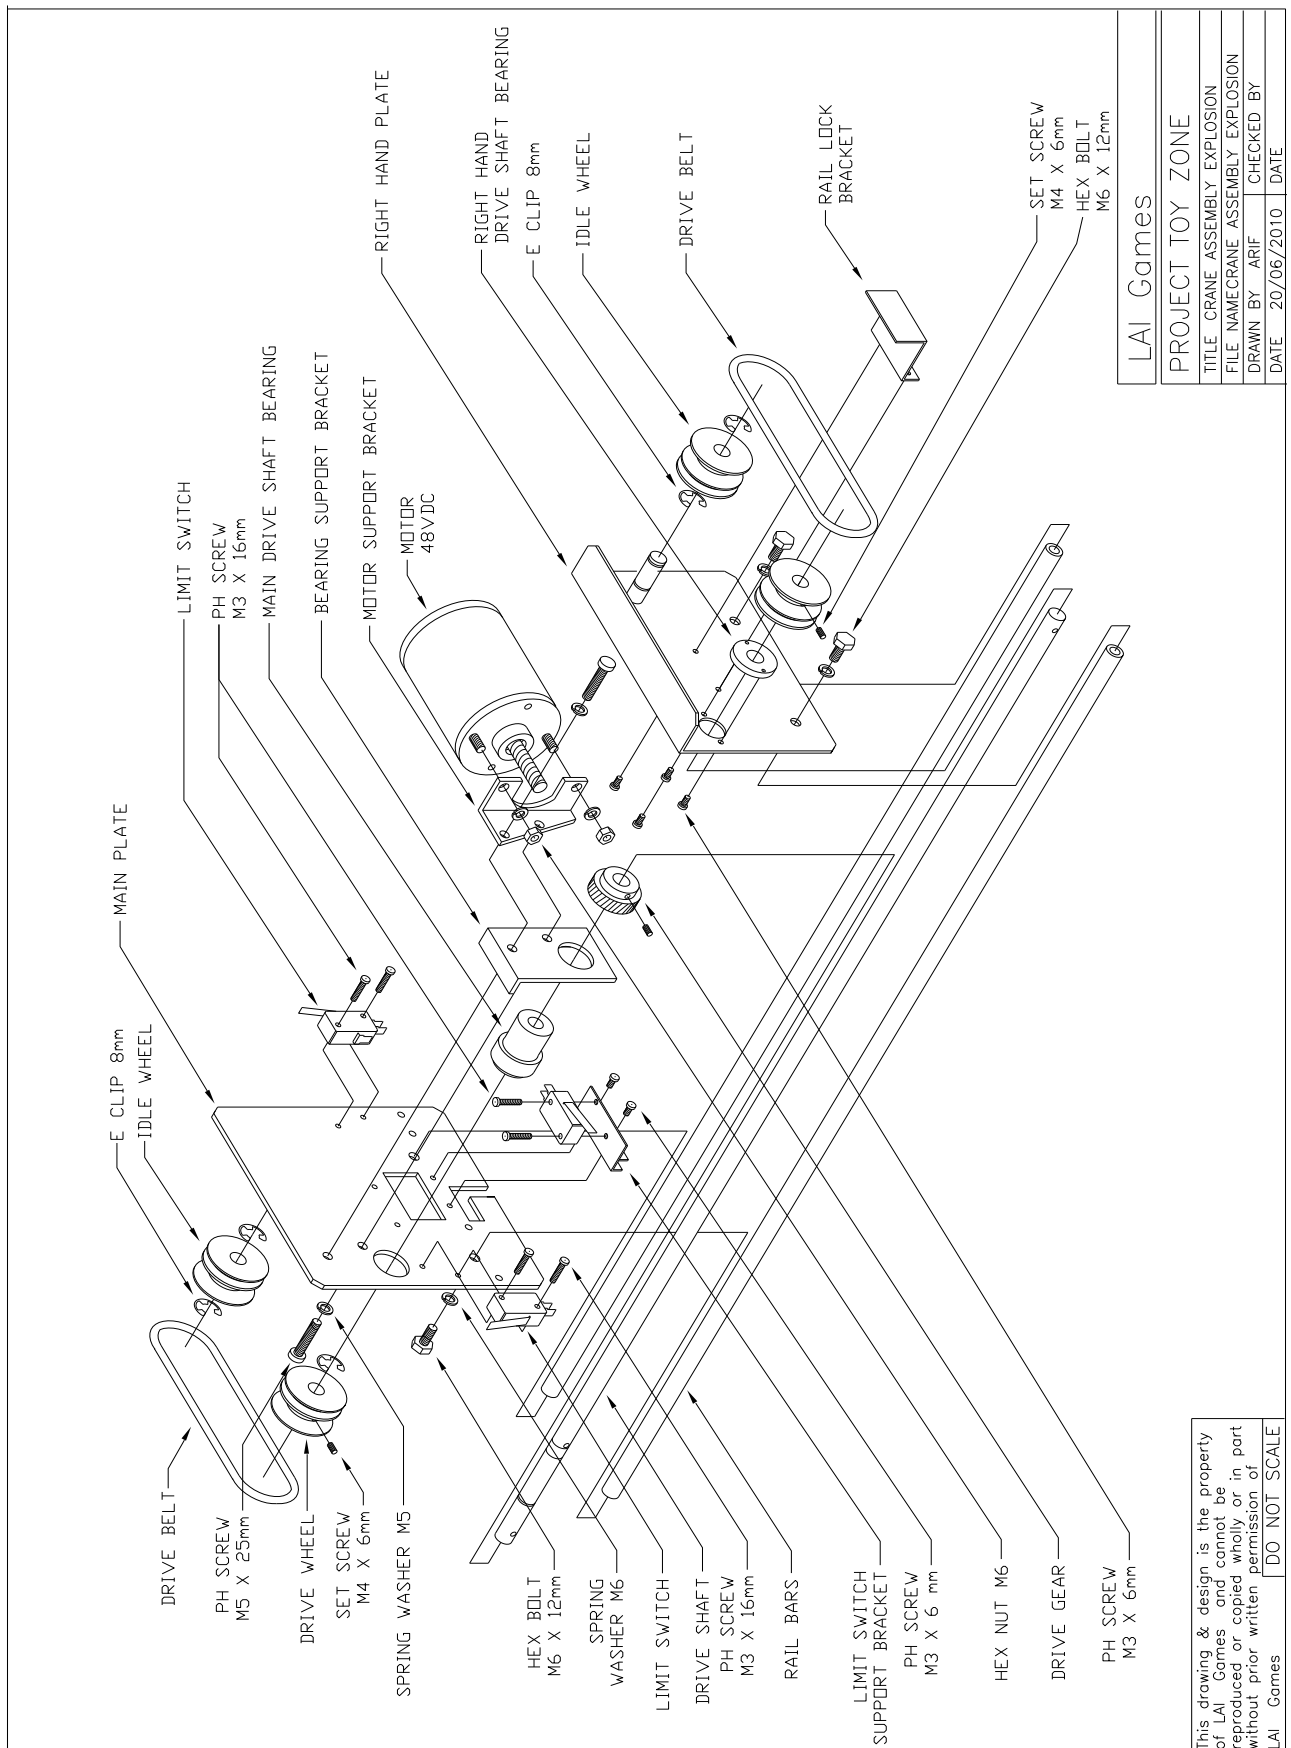 RIGHT HAND PLATE
RIGHT HAND
DRIVE SHAFT BEARING
E CLIP 8mm
IDLE WHEEL
DRIVE BELT
RAIL LOCK
BRACKET
SET SCREW
M4 X 6mm
HEX BOLT
M6 X 12mm
LIMIT SWITCH
PH SCREW
M3 X 16mm
MAIN DRIVE SHAFT BEARING
BEARING SUPPORT BRACKET
MOTOR SUPPORT BRACKET
MOTOR
48VDC
MAIN PLATE
E CLIP 8mm
IDLE WHEEL
DRIVE BELT
PH SCREW
M5 X 25mm
DRIVE WHEEL
SET SCREW
M4 X 6mm
SPRING WASHER M5
HEX BOLT
M6 X 12mm
SPRING
WASHER M6
LIMIT SWITCH
DRIVE SHAFT
PH SCREW
M3 X 16mm
RAIL BARS
LIMIT SWITCH
SUPPORT BRACKET
PH SCREW
M3 X 6 mm
HEX NUT M6
DRIVE GEAR
PH SCREW
M3 X 6mm
LAI Games
PROJECT TOY ZONE
TITLE CRANE ASSEMBLY EXPLOSION
FILE NAMECRANE ASSEMBLY EXPLOSION
DRAWN BY ARIF CHECKED BY
DATE 20/06/2010 DATE
This drawing & design is the property
of LAI Games and cannot be
reproduced or copied wholly or in part
without prior written permission of
LAI Games DO NOT SCALE